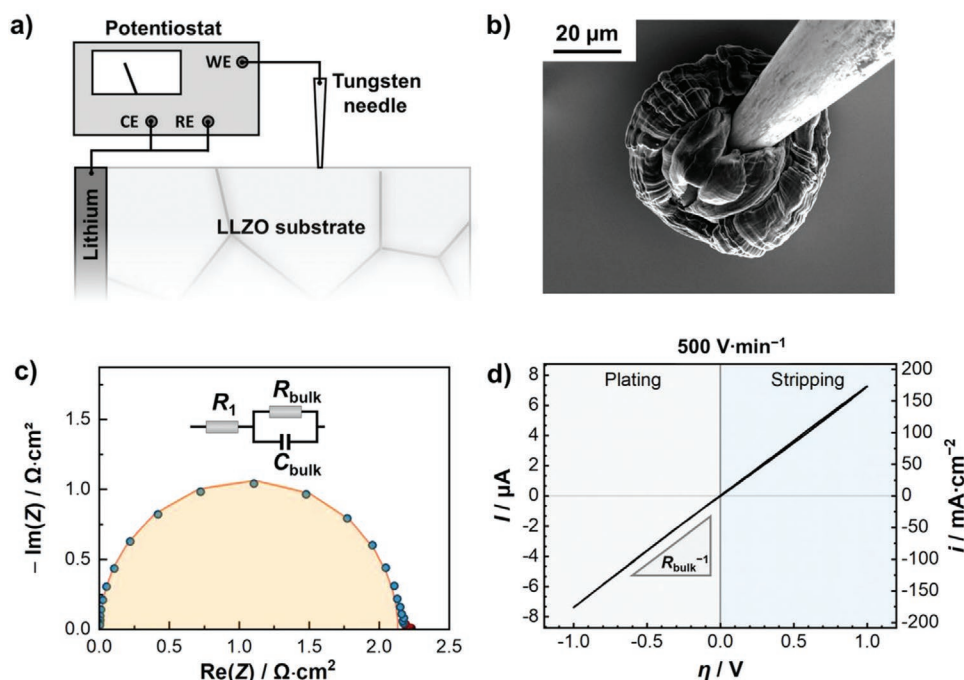 a)
Potentiostat
WE
CE RE
Tungsten
needle
Lithium
LLZO substrate
b)
20 µm
c)
− Im(Z) / Ω·cm²
1.5
1.0
0.5
0.0
0.0 0.5 1.0 1.5 2.0 2.5
Re(Z) / Ω·cm²
R₁
R_bulk
C_bulk
d)
500 V·min⁻¹
Plating
Stripping
I / µA
8
6
4
2
0
-2
-4
-6
-8
-1.0 -0.5 0.0 0.5 1.0
η / V
R_bulk⁻¹
200
150
100
50
0
-50
-100
-150
-200
j / mA·cm⁻²